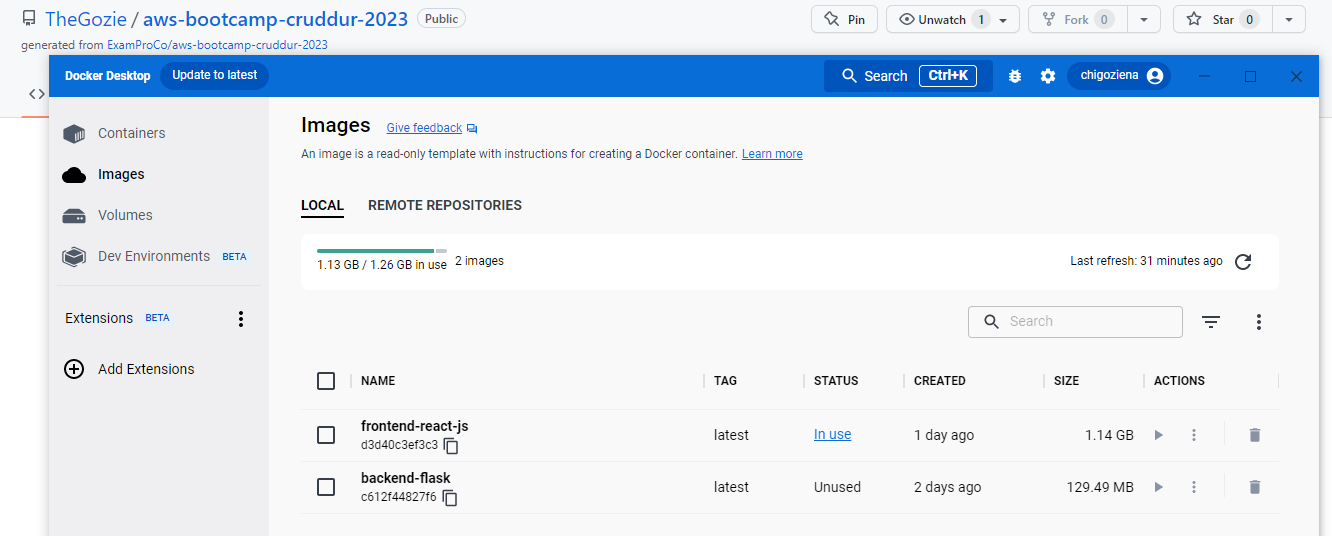 TheGozie / aws-bootcamp-cruddur-2023 Public Pin Unwatch 1 Fork 0 Star 0
generated from ExamProCo/aws-bootcamp-cruddur-2023
Docker Desktop Update to latest Search Ctrl+K chigoziena
Containers
Images
Volumes
Dev Environments BETA
Extensions BETA
Add Extensions
Images Give feedback
An image is a read-only template with instructions for creating a Docker container. Learn more
LOCAL REMOTE REPOSITORIES
1.13 GB / 1.26 GB in use 2 images Last refresh: 31 minutes ago
Search
NAME TAG STATUS CREATED SIZE ACTIONS
frontend-react-js
d3d40c3ef3c3 latest In use 1 day ago 1.14 GB
backend-flask
c612f44827f6 latest Unused 2 days ago 129.49 MB